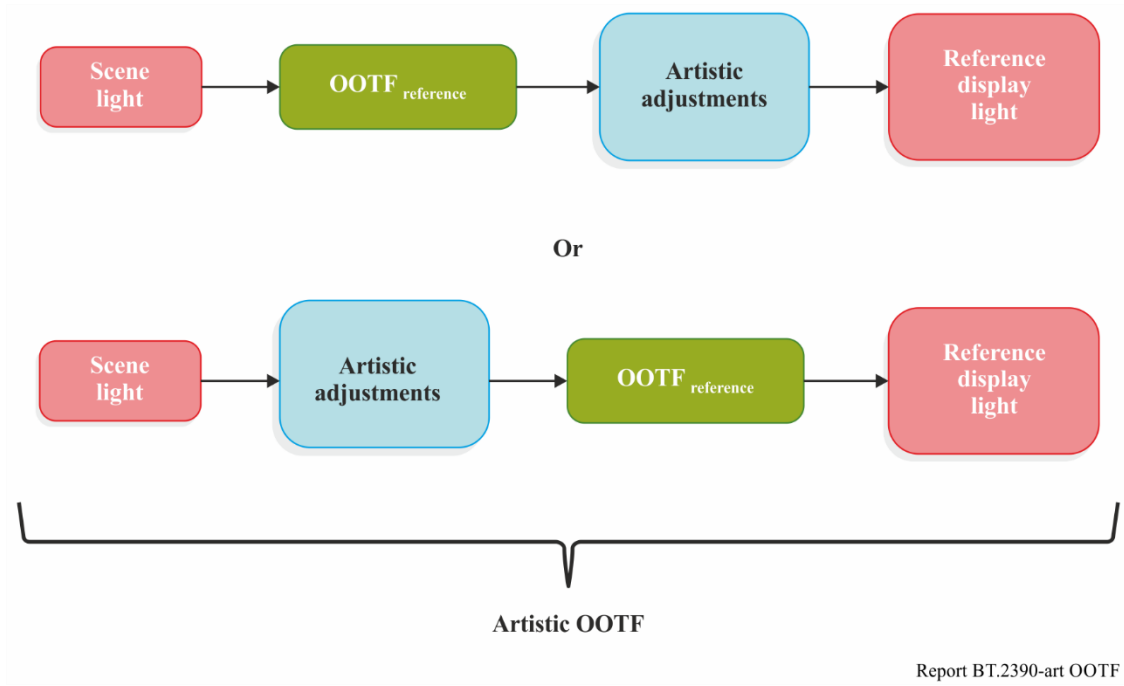 Scene
light
OOTF reference
Artistic
adjustments
Reference
display
light
Or
Scene
light
Artistic
adjustments
OOTF reference
Reference
display
light
Artistic OOTF
Report BT.2390-art OOTF